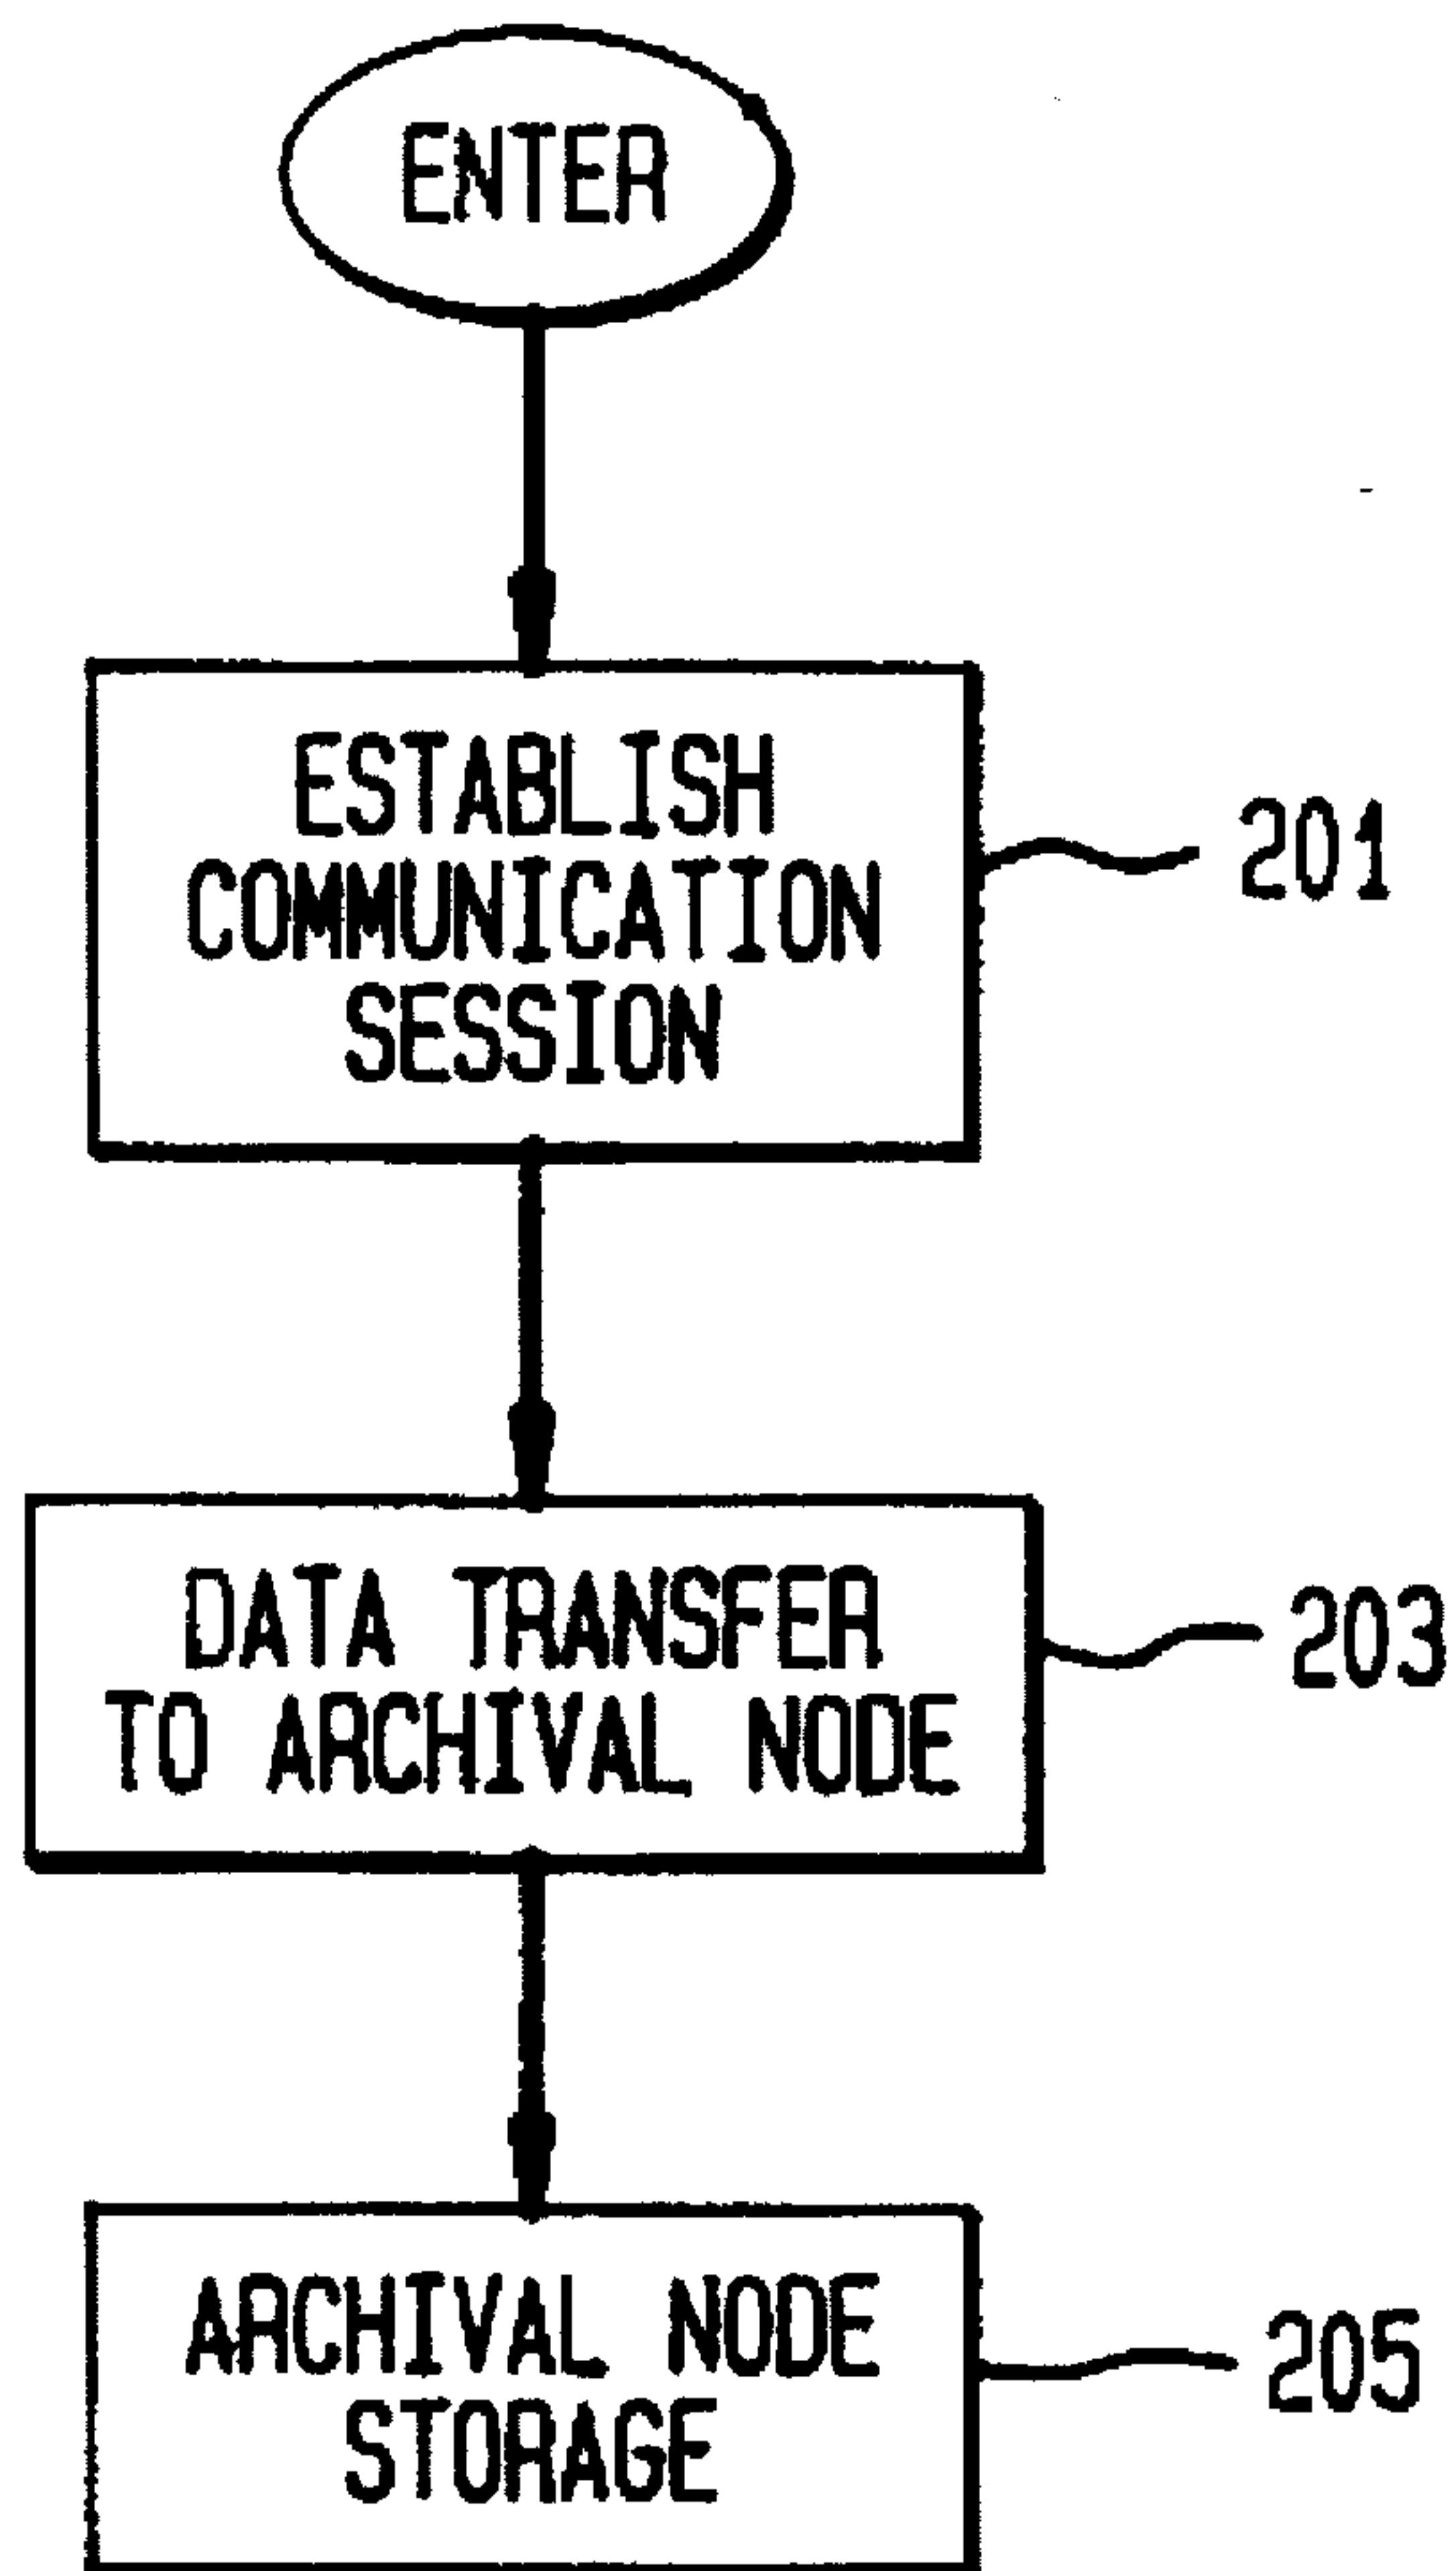 ENTER
ESTABLISH
COMMUNICATION
SESSION
201
DATA TRANSFER
TO ARCHIVAL NODE
203
ARCHIVAL NODE
STORAGE
205